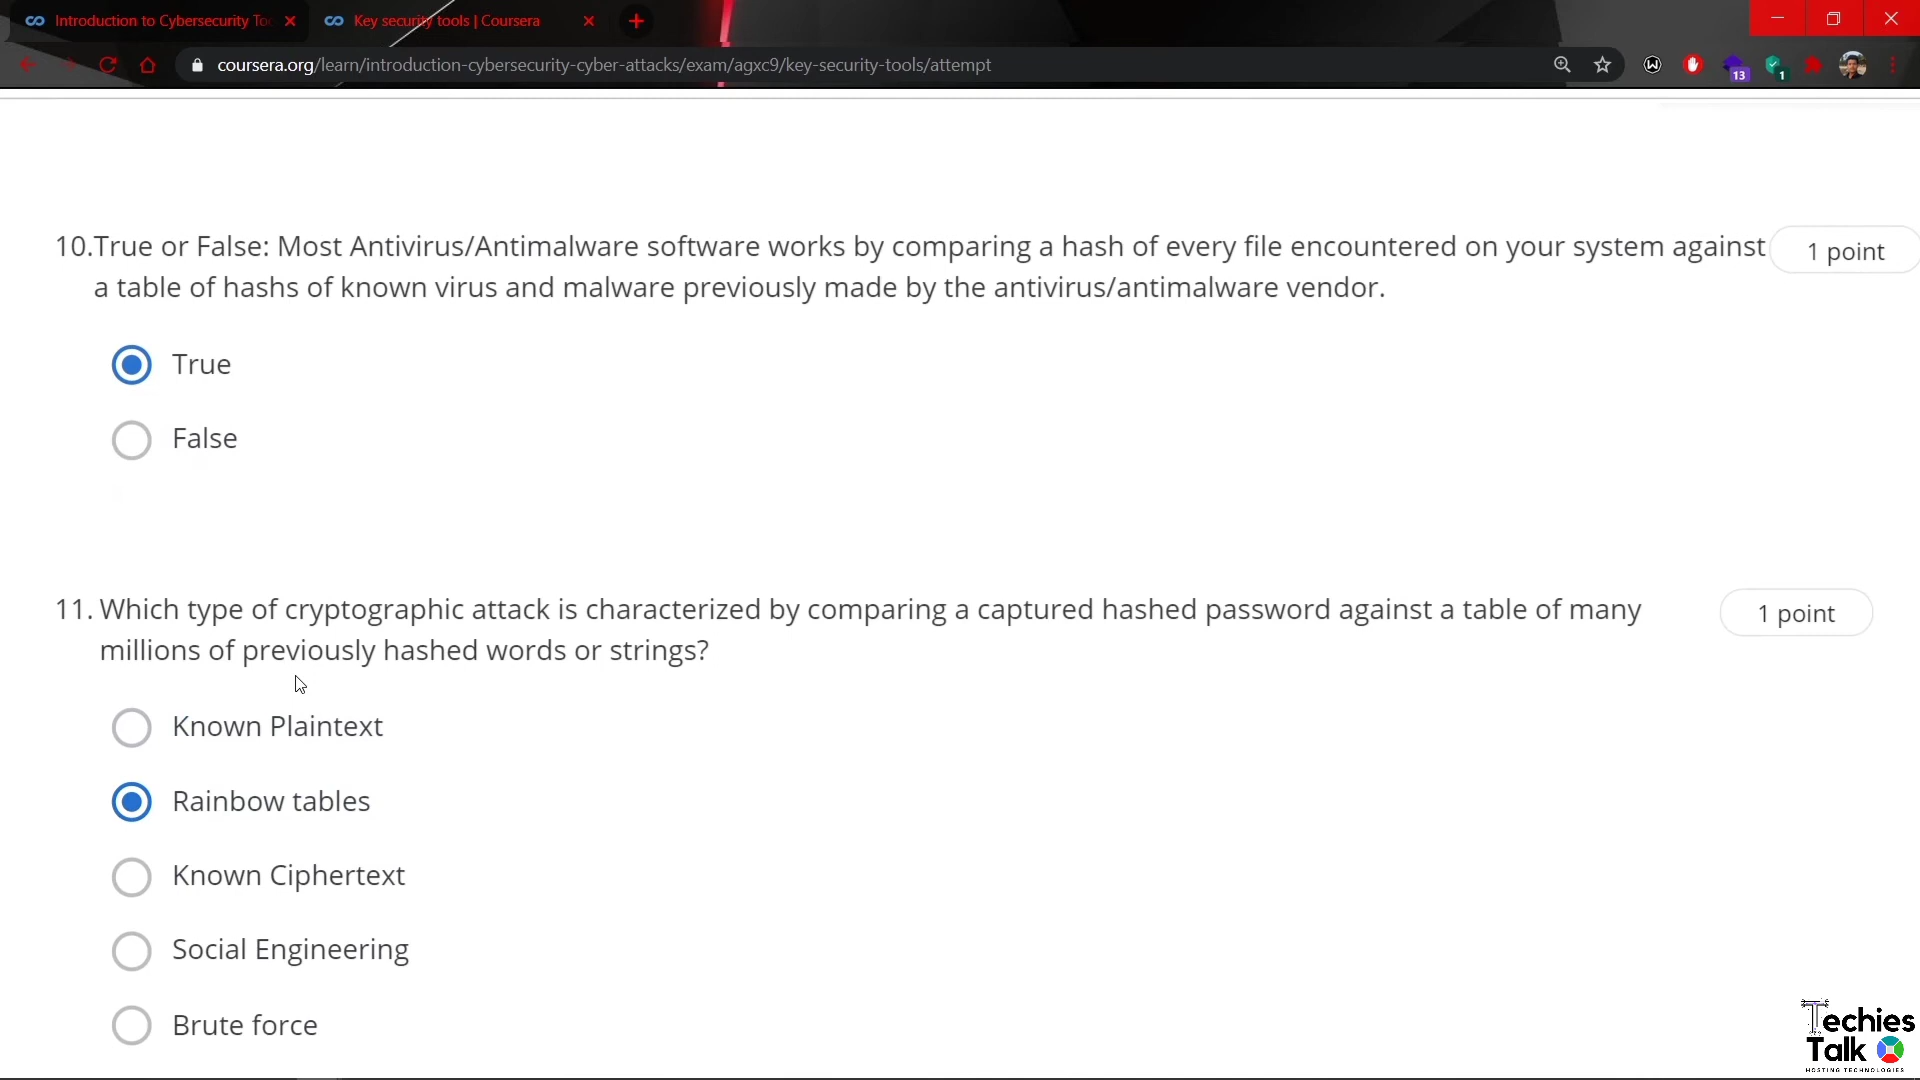 Introduction to Cybersecurity Too
Key security tools | Coursera
coursera.org/learn/introduction-cybersecurity-cyber-attacks/exam/agxc9/key-security-tools/attempt
13
1
10.True or False: Most Antivirus/Antimalware software works by comparing a hash of every file encountered on your system against
1 point
a table of hashs of known virus and malware previously made by the antivirus/antimalware vendor.
True
False
11. Which type of cryptographic attack is characterized by comparing a captured hashed password against a table of many
1 point
millions of previously hashed words or strings?
Known Plaintext
Rainbow tables
Known Ciphertext
Social Engineering
Brute force
Techies
Talk
HOSTING TECHNOLOGIES